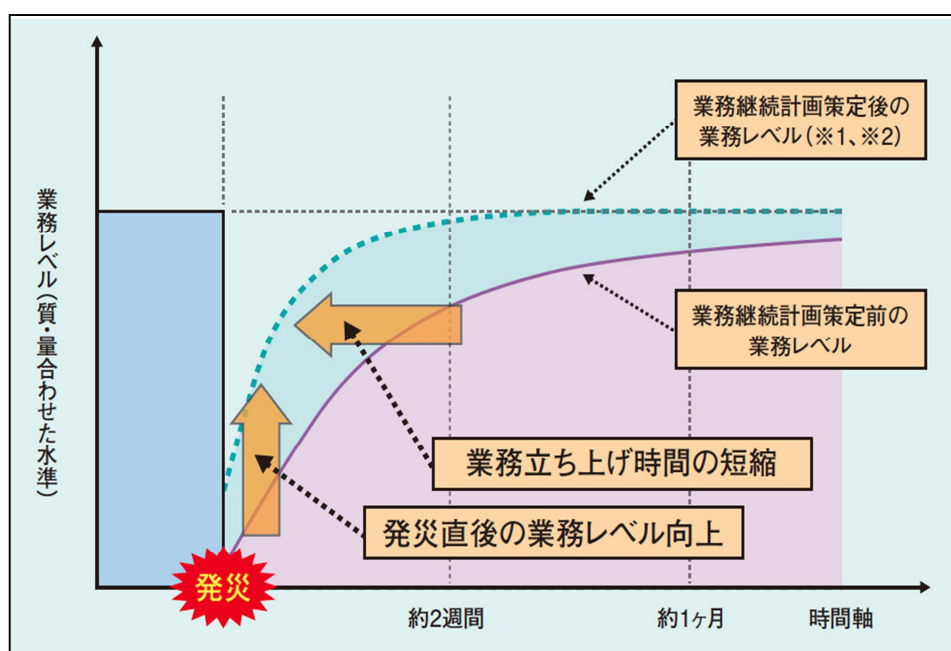 業務継続計画策定後の
業務レベル(※1、※2)
業務レベル(質・量合わせた水準)
業務継続計画策定前の
業務レベル
業務立ち上げ時間の短縮
発災直後の業務レベル向上
発災
約2週間
約1ヶ月
時間軸